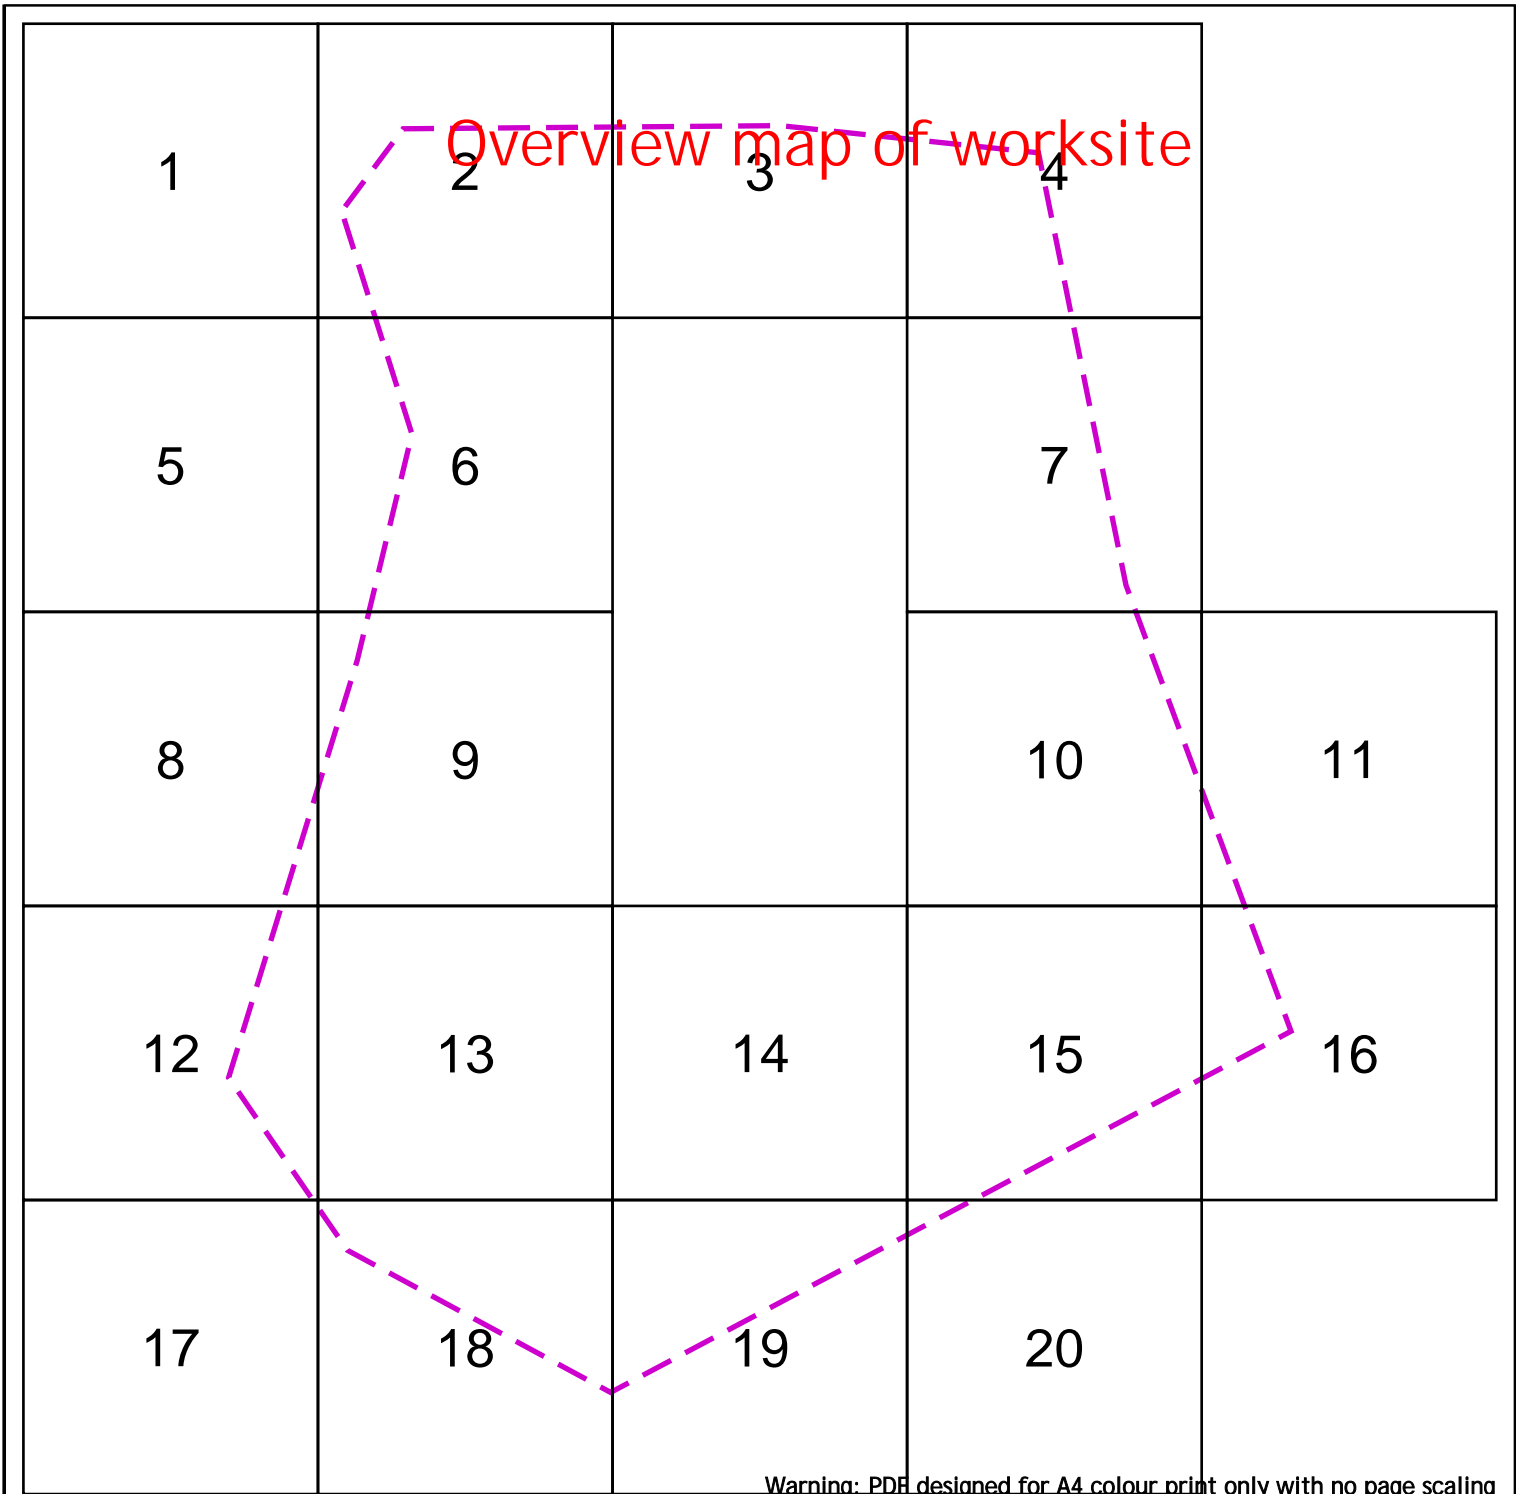 Overview map of worksite
1 2 3 4
5 6 7
8 9 10 11
12 13 14 15 16
17 18 19 20
Warning: PDF designed for A4 colour print only with no page scaling